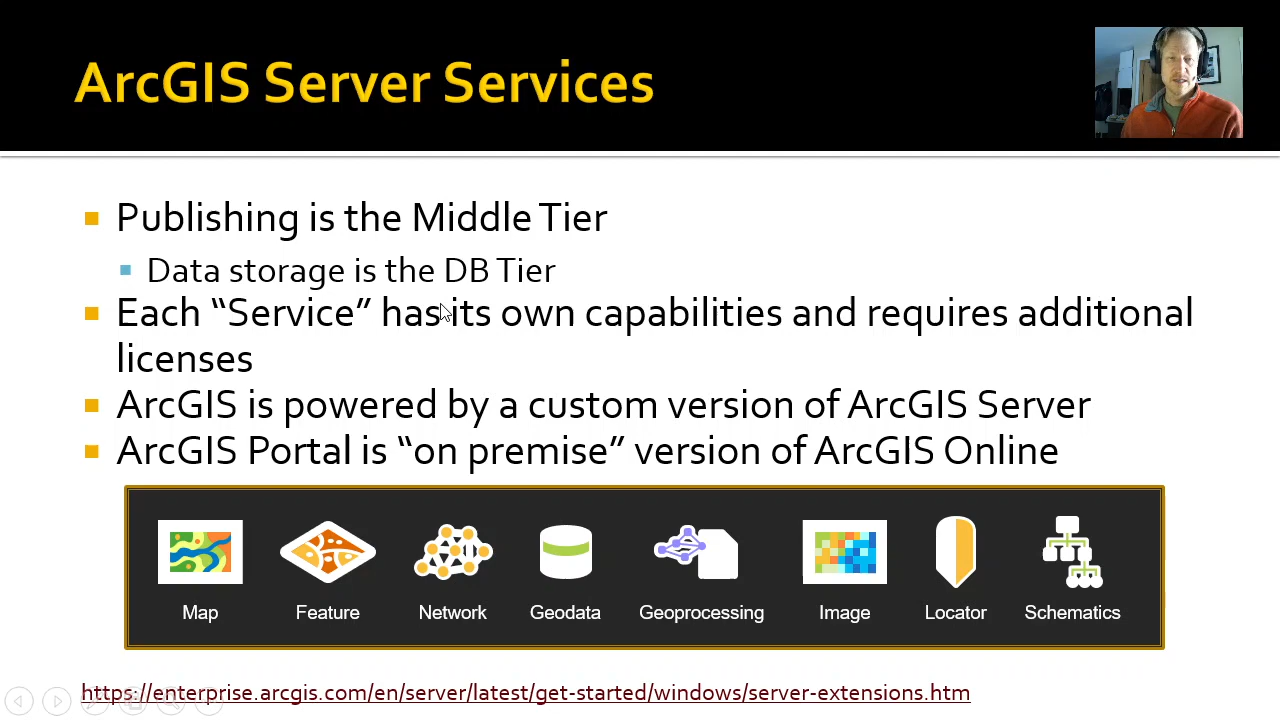 ArcGIS Server Services
Publishing is the Middle Tier
Data storage is the DB Tier
Each “Service” has its own capabilities and requires additional
licenses
ArcGIS is powered by a custom version of ArcGIS Server
ArcGIS Portal is “on premise” version of ArcGIS Online
Map Feature Network Geodata Geoprocessing Image Locator Schematics
https://enterprise.arcgis.com/en/server/latest/get-started/windows/server-extensions.htm